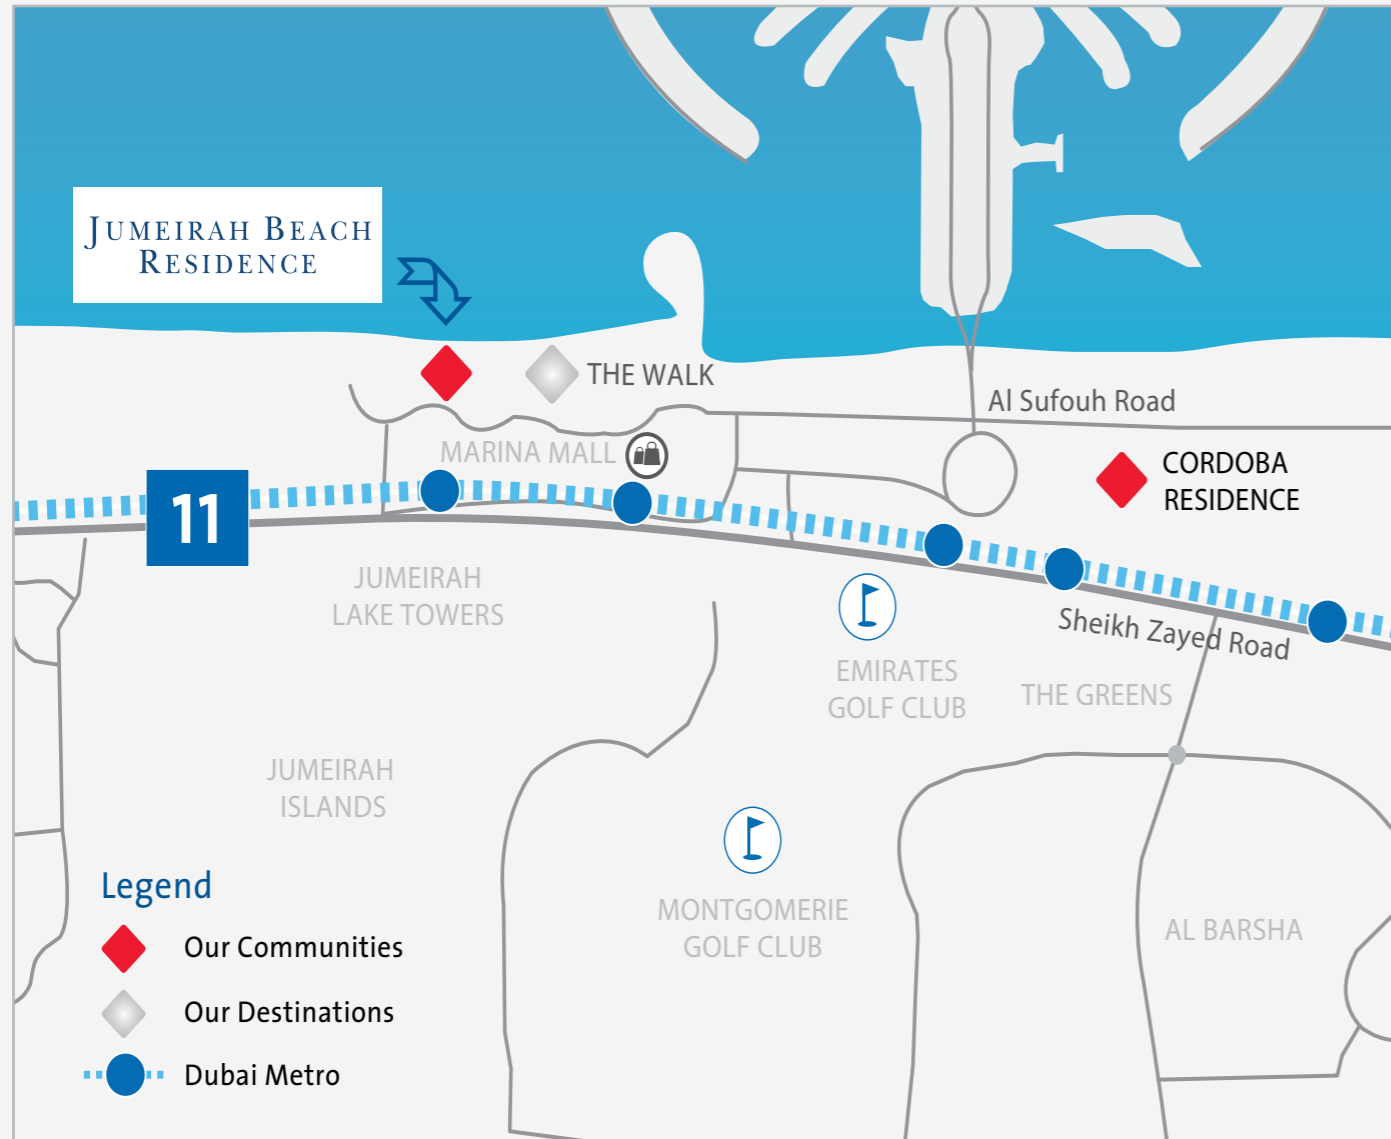 JUMEIRAH BEACH
RESIDENCE
THE WALK
Al Sufouh Road
MARINA MALL
CORDOBA
RESIDENCE
11
JUMEIRAH
LAKE TOWERS
Sheikh Zayed Road
EMIRATES
GOLF CLUB
THE GREENS
JUMEIRAH
ISLANDS
MONTGOMERIE
GOLF CLUB
AL BARSHA
Legend
Our Communities
Our Destinations
Dubai Metro